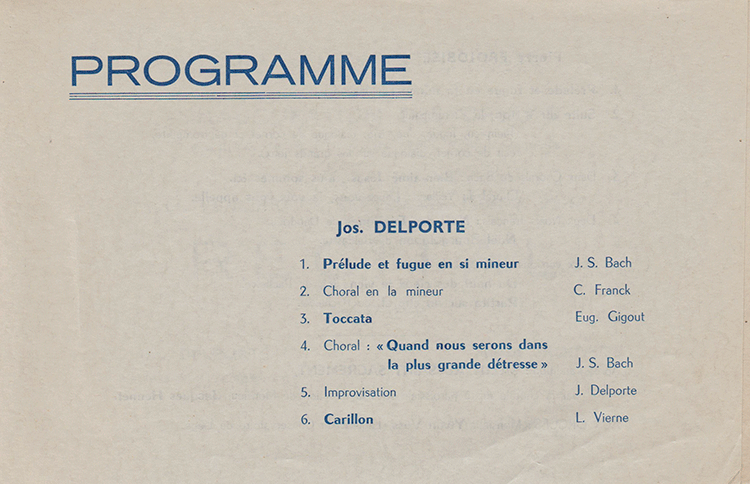 PROGRAMME
Jos. DELPORTE
1. Prélude et fugue en si mineur J. S. Bach
2. Choral en la mineur C. Franck
3. Toccata Eug. Gigout
4. Choral : « Quand nous serons dans
la plus grande détresse » J. S. Bach
5. Improvisation J. Delporte
6. Carillon L. Vierne